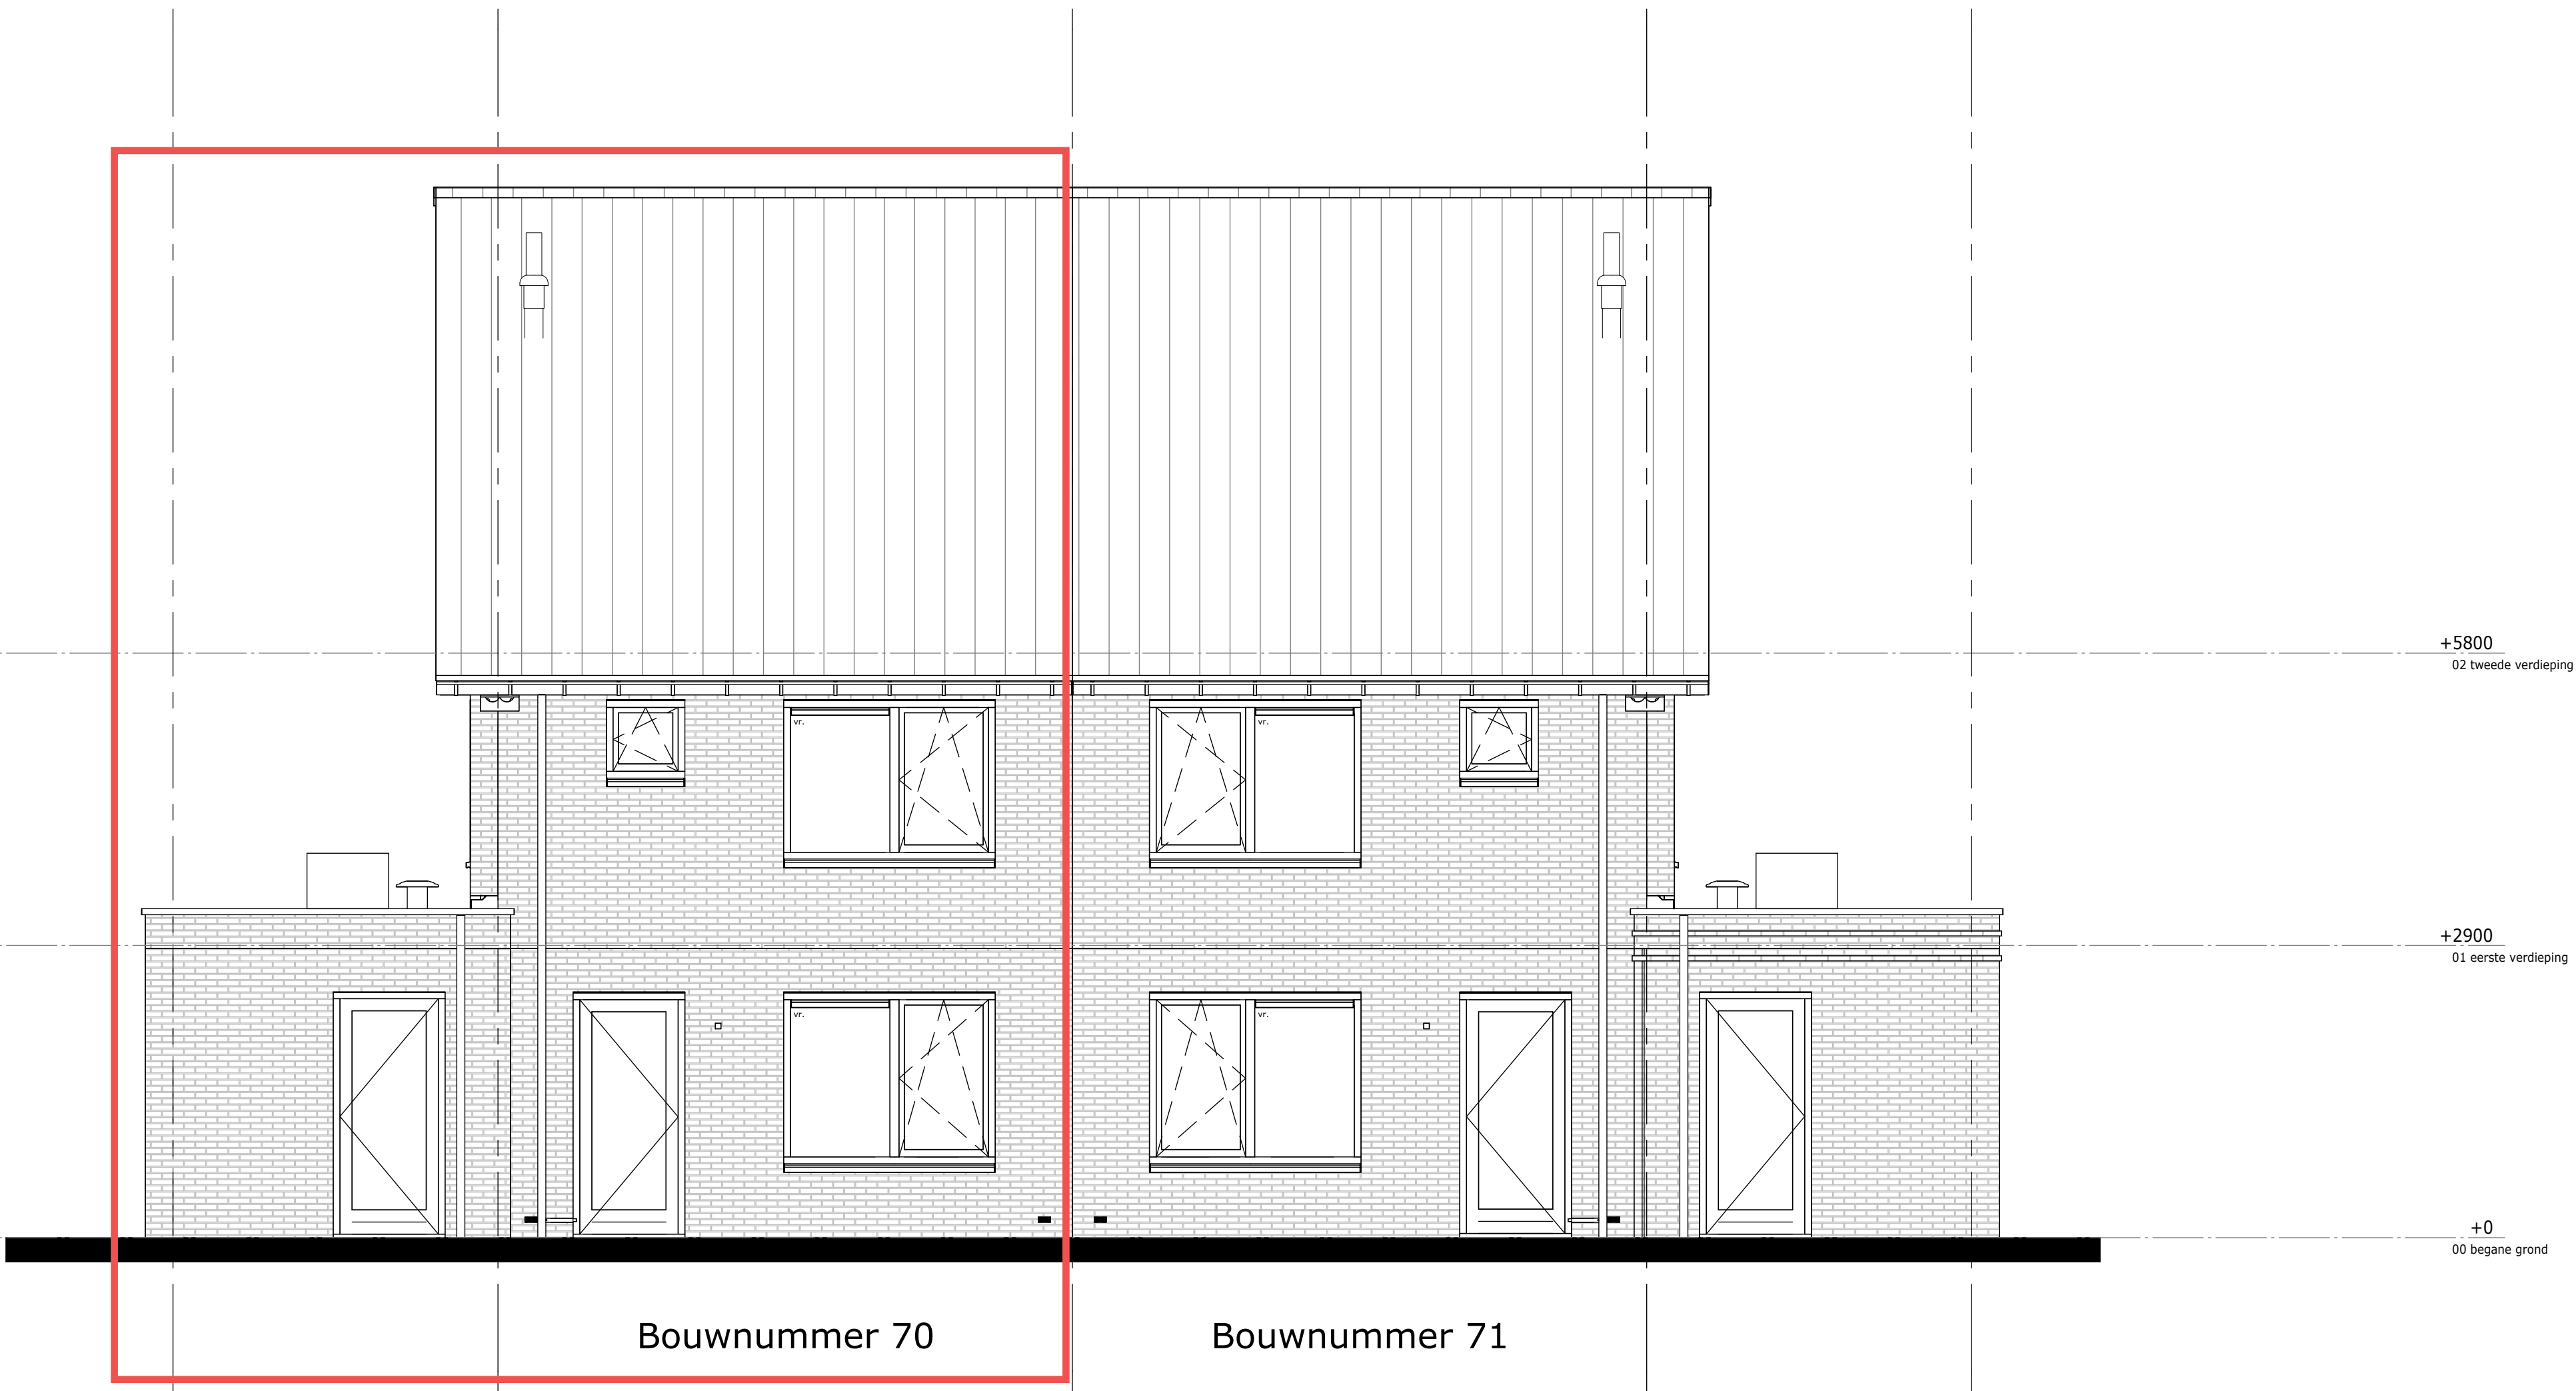 +5800
02 tweede verdieping
vr.
vr.
+2900
01 eerste verdieping
vr.
vr.
+0
00 begane grond
Bouwnummer 70
Bouwnummer 71